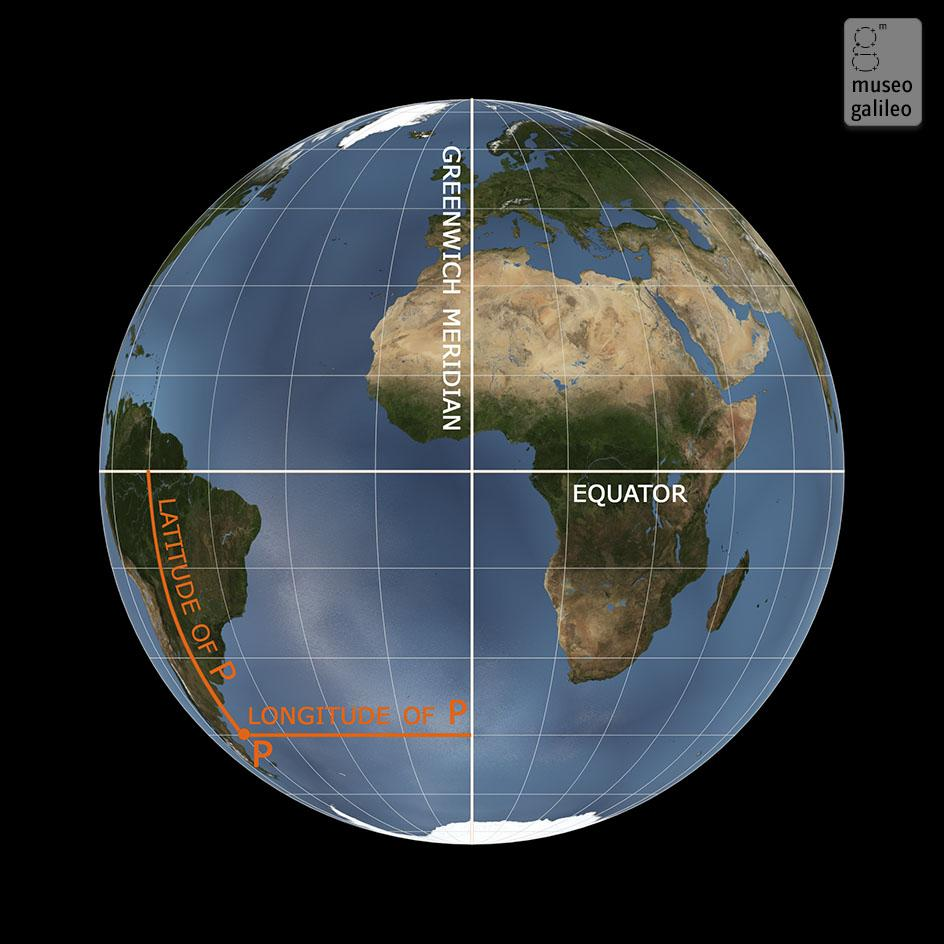 m
museo
galileo
GREENWICH MERIDIAN
EQUATOR
LATITUDE OF P
LONGITUDE OF P
P